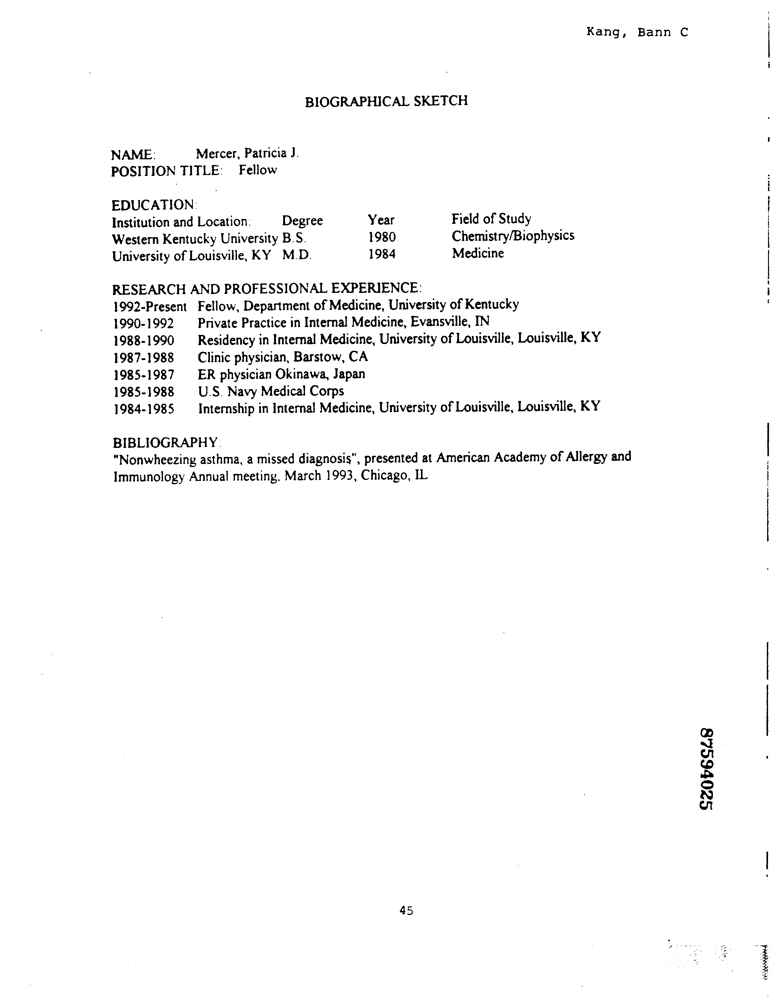 Kang, Bann C
BIOGRAPHICAL SKETCH
NAME: Mercer, Patricia J.
POSITION TITLE: Fellow
EDUCATION:
Institution and Location: Degree Year Field of Study
Western Kentucky University B.S. 1980 Chemistry/Biophysics
University of Louisville, KY M.D. 1984 Medicine
RESEARCH AND PROFESSIONAL EXPERIENCE:
1992-Present Fellow, Department of Medicine, University of Kentucky
1990-1992 Private Practice in Internal Medicine, Evansville, IN
1988-1990 Residency in Internal Medicine, University of Louisville, Louisville, KY
1987-1988 Clinic physician, Barstow, CA
1985-1987 ER physician Okinawa, Japan
1985-1988 U.S. Navy Medical Corps
1984-1985 Internship in Internal Medicine, University of Louisville, Louisville, KY
BIBLIOGRAPHY:
"Nonwheezing asthma, a missed diagnosis", presented at American Academy of Allergy and
Immunology Annual meeting, March 1993, Chicago, IL
87594025
45